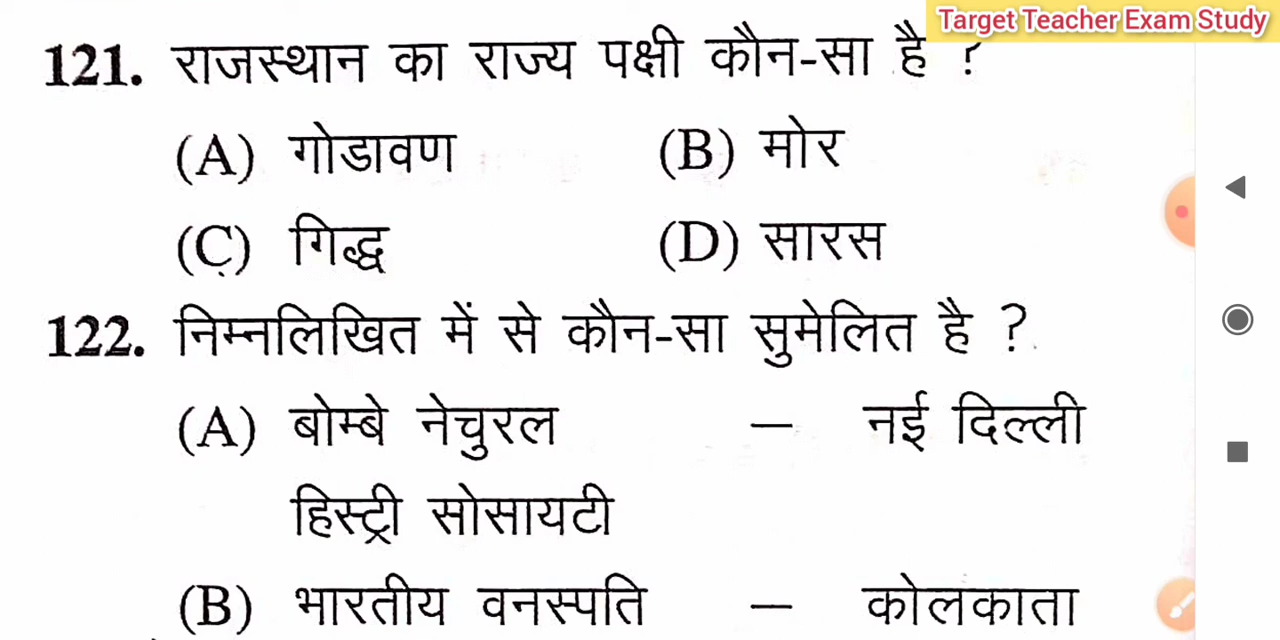 Target Teacher Exam Study
121. राजस्थान का राज्य पक्षी कौन-सा है ?
(A) गोडावण (B) मोर
(C) गिद्ध (D) सारस
122. निम्नलिखित में से कौन-सा सुमेलित है ?
(A) बोम्बे नेचुरल — नई दिल्ली
हिस्ट्री सोसायटी
(B) भारतीय वनस्पति — कोलकाता